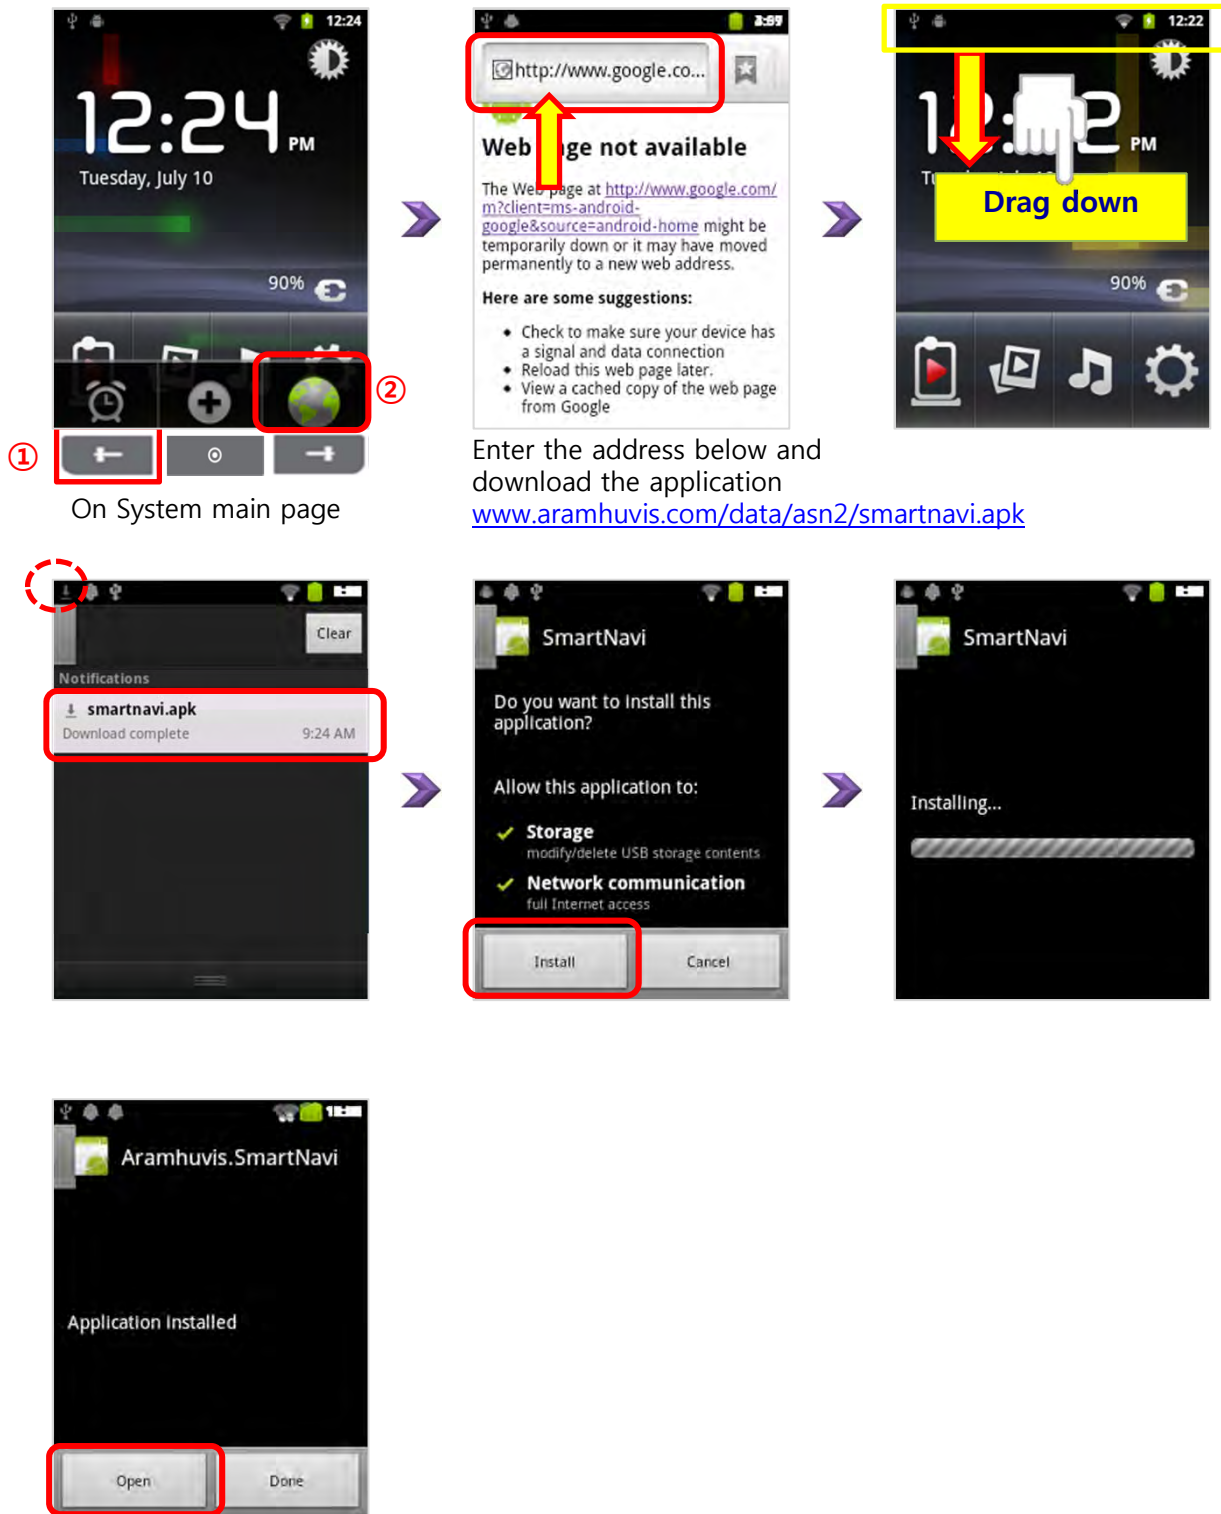 12:24
12:24 PM
Tuesday, July 10
90%
②
①
On System main page
http://www.google.co...
Web page not available
The Web page at http://www.google.com/
m?client=ms-android-
google&source=android-home might be
temporarily down or it may have moved
permanently to a new web address.
Here are some suggestions:
• Check to make sure your device has
a signal and data connection
• Reload this web page later.
• View a cached copy of the web page
from Google
Enter the address below and
download the application
www.aramhuvis.com/data/asn2/smartnavi.apk
12:22
PM
Drag down
90%
Clear
Notifications
smartnavi.apk
Download complete 9:24 AM
SmartNavi
Do you want to install this
application?
Allow this application to:
Storage
modify/delete USB storage contents
Network communication
full Internet access
Install
Cancel
SmartNavi
Installing...
Aramhuvis.SmartNavi
Application installed
Open
Done